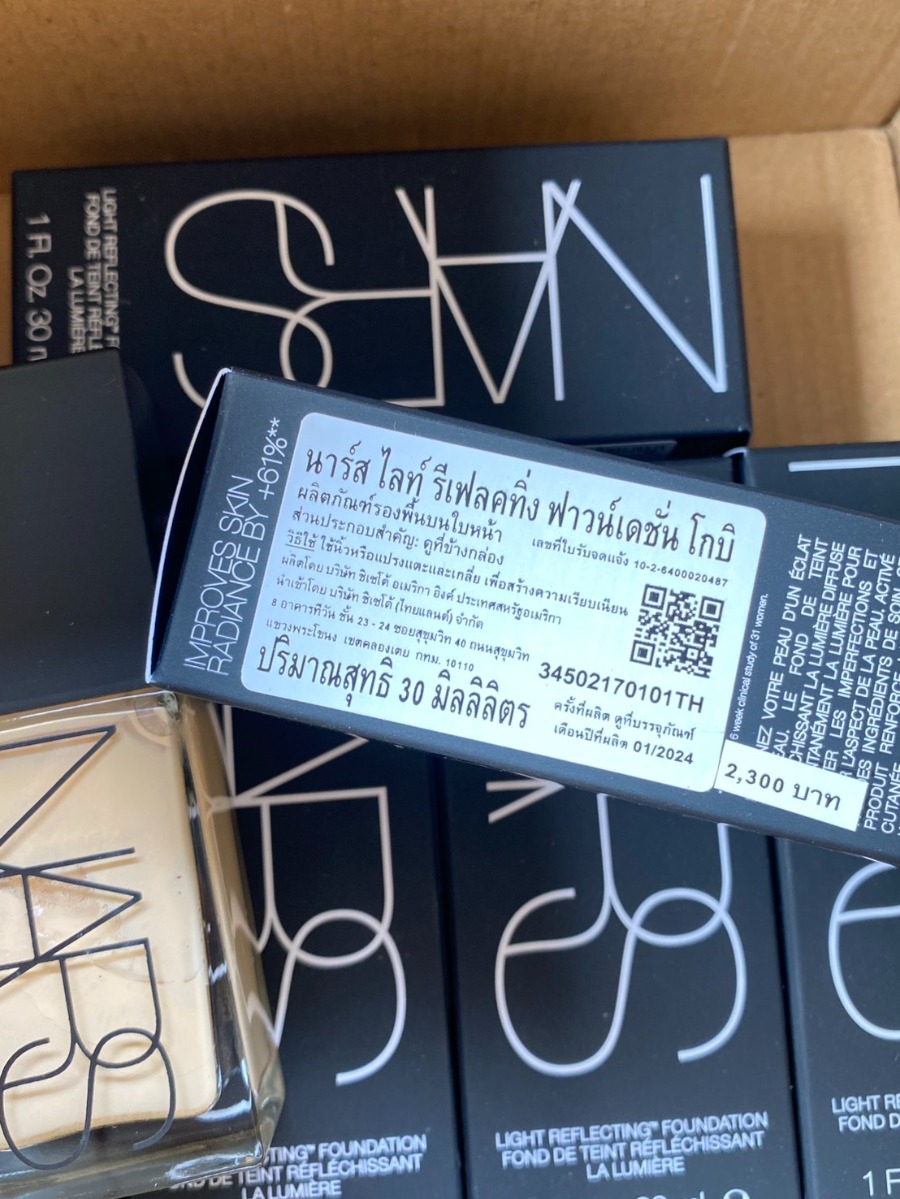 NARS
LIGHT REFLECTING™
FOND DE TEINT
LA LUMIÈRE
1 Fl. Oz. 30
IMPROVES SKIN
RADIANCE BY +61%**
นาร์ส ไลท์ รีเฟลคทิ่ง ฟาวน์เดชั่น โกบิ
ผลิตภัณฑ์รองพื้นบนใบหน้า
ส่วนประกอบสำคัญ: ดูที่ข้างกล่อง
เลขที่ใบรับจดแจ้ง 10-2-6400020487
วิธีใช้ ใช้นิ้วหรือแปรงแตะและเกลี่ย เพื่อสร้างความเรียบเนียน
ผลิตโดย บริษัท ชิเซโด้ อเมริกา อิงค์ ประเทศสหรัฐอเมริกา
นำเข้าโดย บริษัท ชิเซโด้ (ไทยแลนด์) จำกัด
8 อาคารทีวัน ชั้น 23 - 24 ซอยสุขุมวิท 40 ถนนสุขุมวิท
แขวงพระโขนง เขตคลองเตย กทม. 10110
ปริมาณสุทธิ 30 มิลลิลิตร
34502170101TH
ครั้งที่ผลิต ดูที่บรรจุภัณฑ์
เดือนปีที่ผลิต 01/2024
2,300 บาท
6 week clinical study of 31 women.
VOTRE PEAU D'UN ÉCLAT
LE FOND DE TEINT
LA LUMIÈRE DIFFUSE
LA LUMIÈRE POUR
LES IMPERFECTIONS ET
L'ASPECT DE LA PEAU. ACTIVÉ
INGRÉDIENTS DE SOIN,
PRODUIT RENFORCE
CUTANÉE
NARS
NARS
FOUNDATION
FOND DE TEINT RÉFLÉCHISSANT
LA LUMIÈRE
LIGHT REFLECTING™ FOUNDATION
FOND DE TEINT RÉFLÉCHISSANT
LA LUMIÈRE
LIGHT
FOND